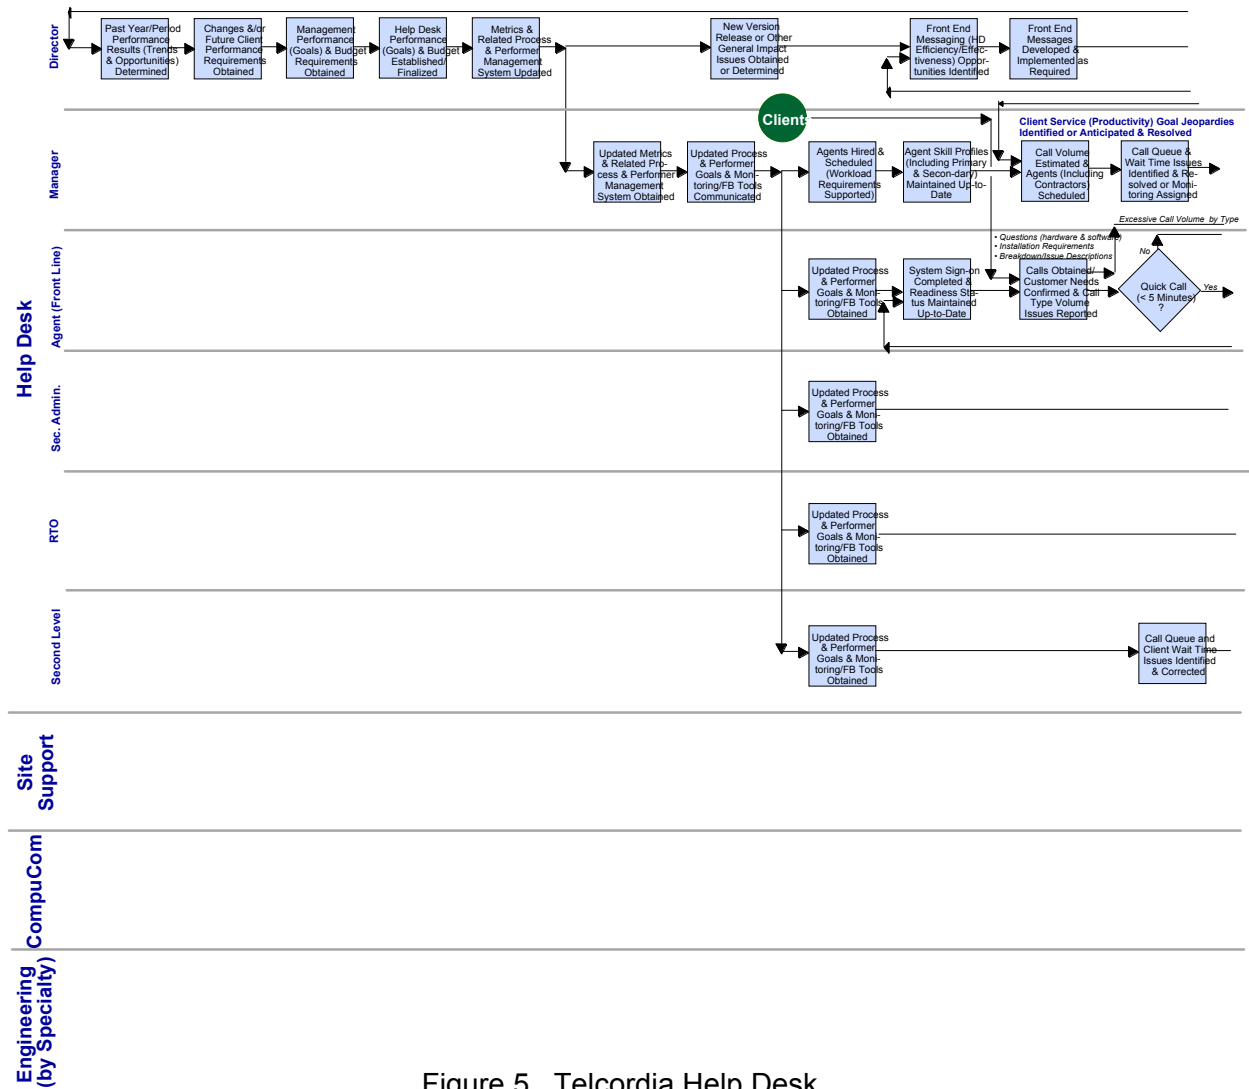 Director
Past Year/Period
Performance
Results (Trends
& Opportunities)
Determined
Changes &/or
Future Client
Performance
Requirements
Obtained
Management
Performance
(Goals) & Budget
Requirements
Obtained
Help Desk
Performance
(Goals) & Budget
Established/
Finalized
Metrics &
Related Process
& Performer
Management
System Updated
New Version
Release or Other
General Impact
Issues Obtained
or Determined
Front End
Messaging (HD
Efficiency/Effec-
tiveness) Oppor-
tunities Identified
Front End
Messages
Developed &
Implemented as
Required
Clients
Client Service (Productivity) Goal Jeopardies
Identified or Anticipated & Resolved
Manager
Updated Metrics
& Related Pro-
cess & Performer
Management
System Obtained
Updated Process
& Performer
Goals & Moni-
toring/FB Tools
Communicated
Agents Hired &
Scheduled
(Workload
Requirements
Supported)
Agent Skill Profiles
(Including Primary
& Secon-dary)
Maintained Up-to-
Date
Call Volume
Estimated &
Agents (Including
Contractors)
Scheduled
Call Queue &
Wait Time Issues
Identified & Re-
solved or Moni-
toring Assigned
Excessive Call Volume by Type
Help Desk
Agent (Front Line)
• Questions (hardware & software)
• Installation Requirements
• Breakdown/Issue Descriptions
Updated Process
& Performer
Goals & Moni-
toring/FB Tools
Obtained
System Sign-on
Completed &
Readiness Sta-
tus Maintained
Up-to-Date
Calls Obtained/
Customer Needs
Confirmed & Call
Type Volume
Issues Reported
No
Quick Call
(< 5 Minutes)
?
Yes
Sec. Admin.
Updated Process
& Performer
Goals & Moni-
toring/FB Tools
Obtained
RTO
Updated Process
& Performer
Goals & Moni-
toring/FB Tools
Obtained
Second Level
Updated Process
& Performer
Goals & Moni-
toring/FB Tools
Obtained
Call Queue and
Client Wait Time
Issues Identified
& Corrected
Site
Support
CompuCom
Engineering
(by Specialty)
Figure 5. Telcordia Help Desk